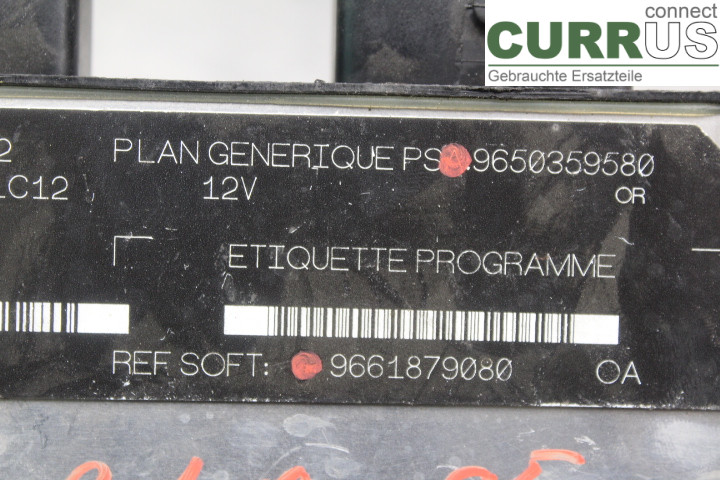 connect
CURRUS
Gebrauchte Ersatzteile
2 PLAN GENERIQUE PSA.9650359580
LC12 12V OR
ETIQUETTE PROGRAMME
REF. SOFT: 9661879080 OA